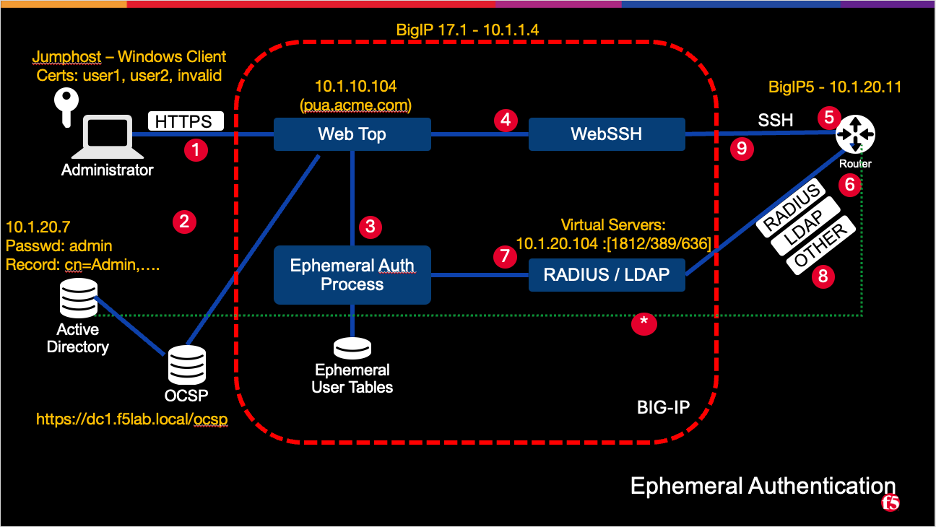 BigIP 17.1 - 10.1.1.4
Jumphost – Windows Client
Certs: user1, user2, invalid
10.1.10.104
(pua.acme.com)
BigIP5 - 10.1.20.11
HTTPS
1
Administrator
Web Top
4
WebSSH
SSH
9
5
Router
2
3
6
RADIUS
LDAP
OTHER
8
10.1.20.7
Passwd: admin
Record: cn=Admin,....
Virtual Servers:
10.1.20.104 :[1812/389/636]
Ephemeral Auth
Process
7
RADIUS / LDAP
*
Active
Directory
OCSP
Ephemeral
User Tables
https://dc1.f5lab.local/ocsp
BIG-IP
Ephemeral Authentication
f5